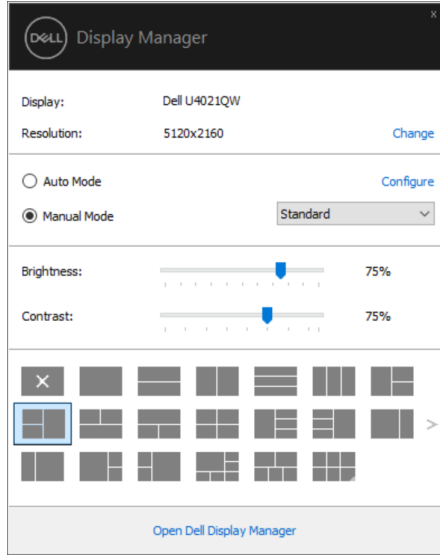 x
DELL Display Manager
Display: Dell U4021QW
Resolution: 5120x2160 Change
Auto Mode Configure
Manual Mode Standard
Brightness: 75%
Contrast: 75%
Open Dell Display Manager